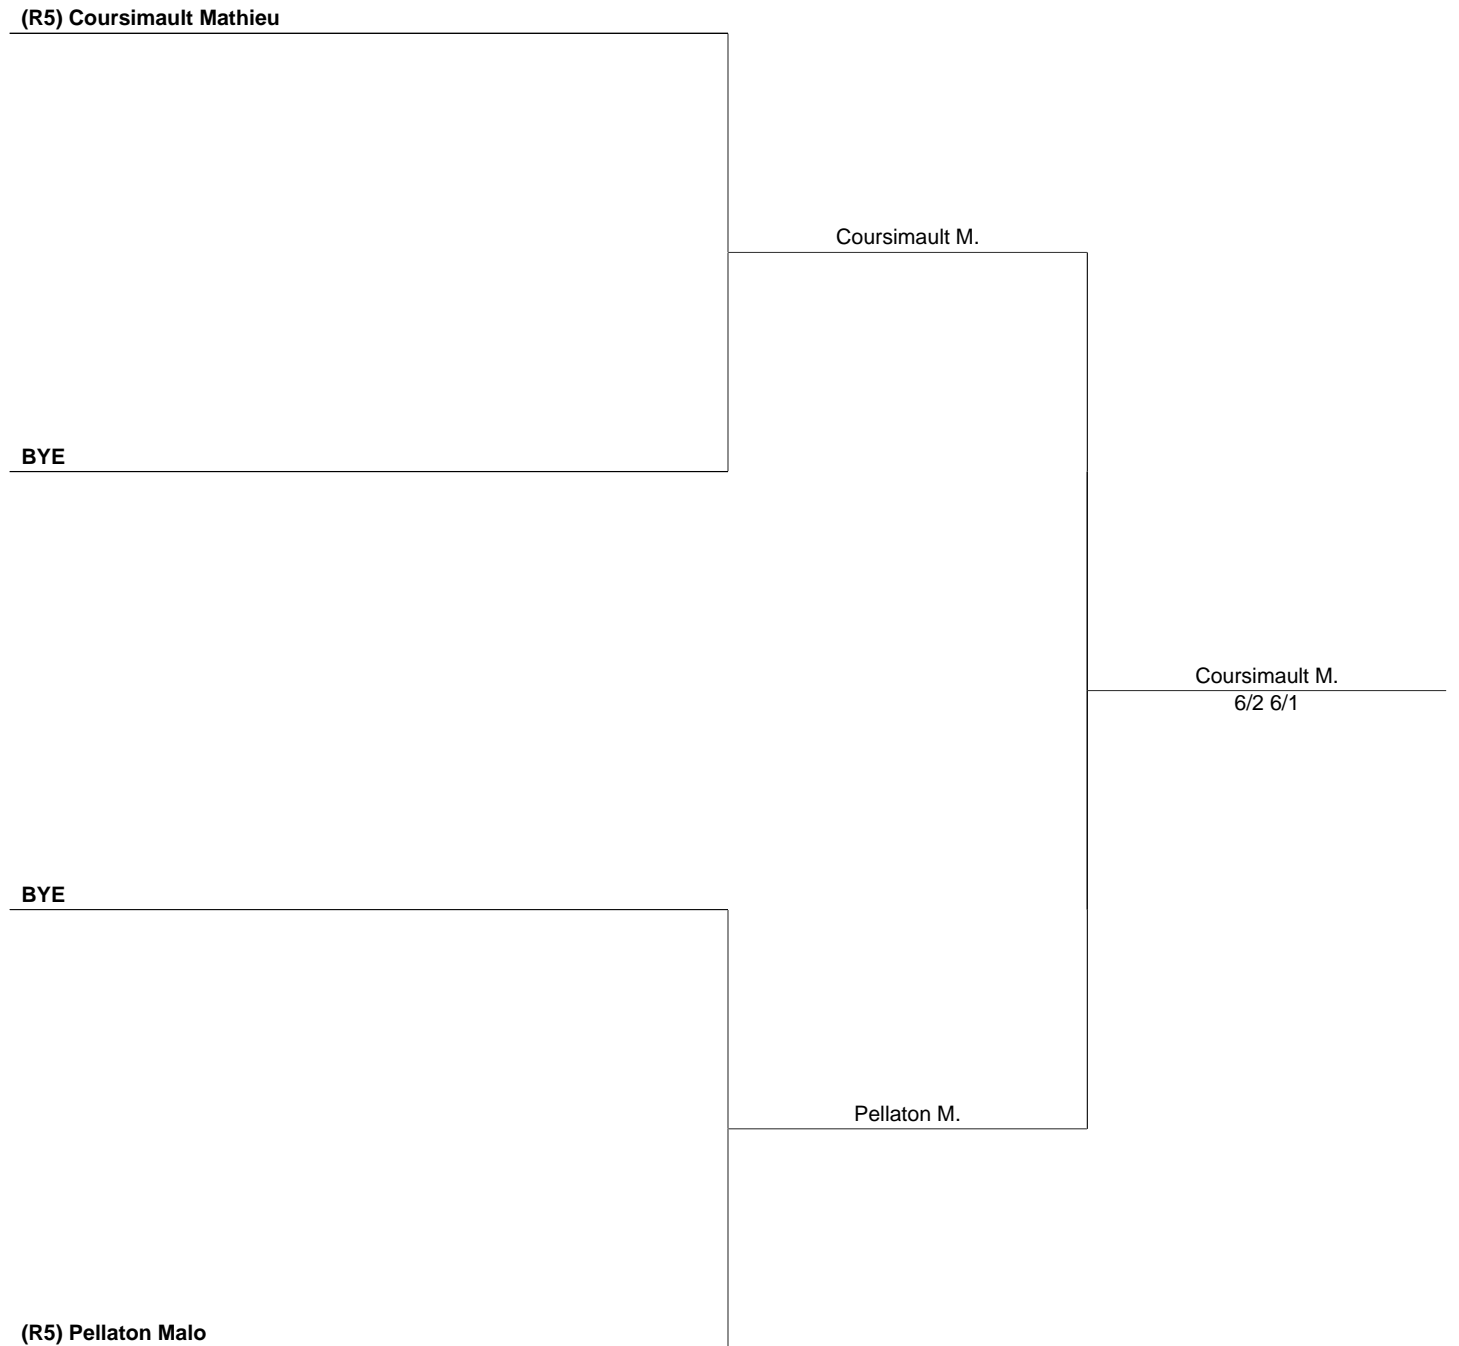 (R5) Coursimault Mathieu
Coursimault M.
BYE
Coursimault M.
6/2 6/1
BYE
Pellaton M.
(R5) Pellaton Malo